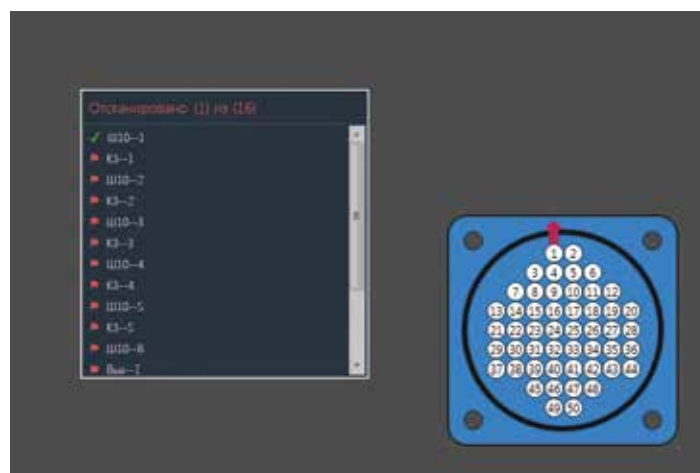 Отсканировано (1) из (16)
Ш10--1
К3--1
Ш10--2
К3--2
Ш10--3
К3--3
Ш10--4
К3--4
Ш10--5
К3--5
Ш10--6
1 2
3 4 5 6
7 8 9 10 11 12
13 14 15 16 17 18 19 20
21 22 23 24 25 26 27 28
29 30 31 32 33 34 35 36
37 38 39 40 41 42 43 44
45 46 47 48
49 50